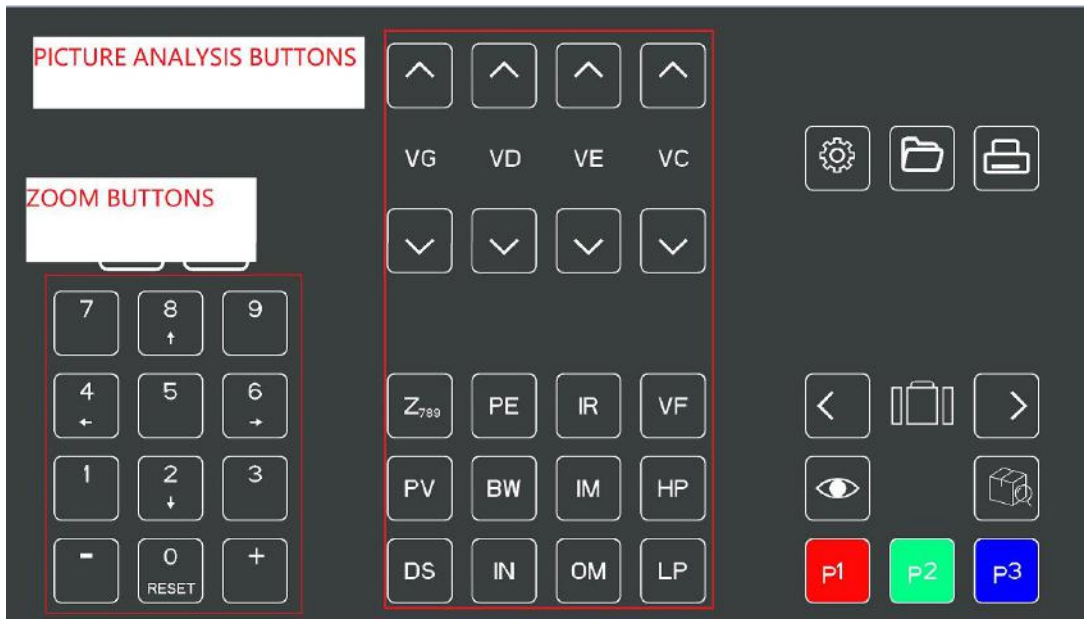 PICTURE ANALYSIS BUTTONS
VG VD VE VC
ZOOM BUTTONS
7 8 9
4 5 6
1 2 3
- 0 +
RESET
Z789 PE IR VF
PV BW IM HP
DS IN OM LP
P1 P2 P3